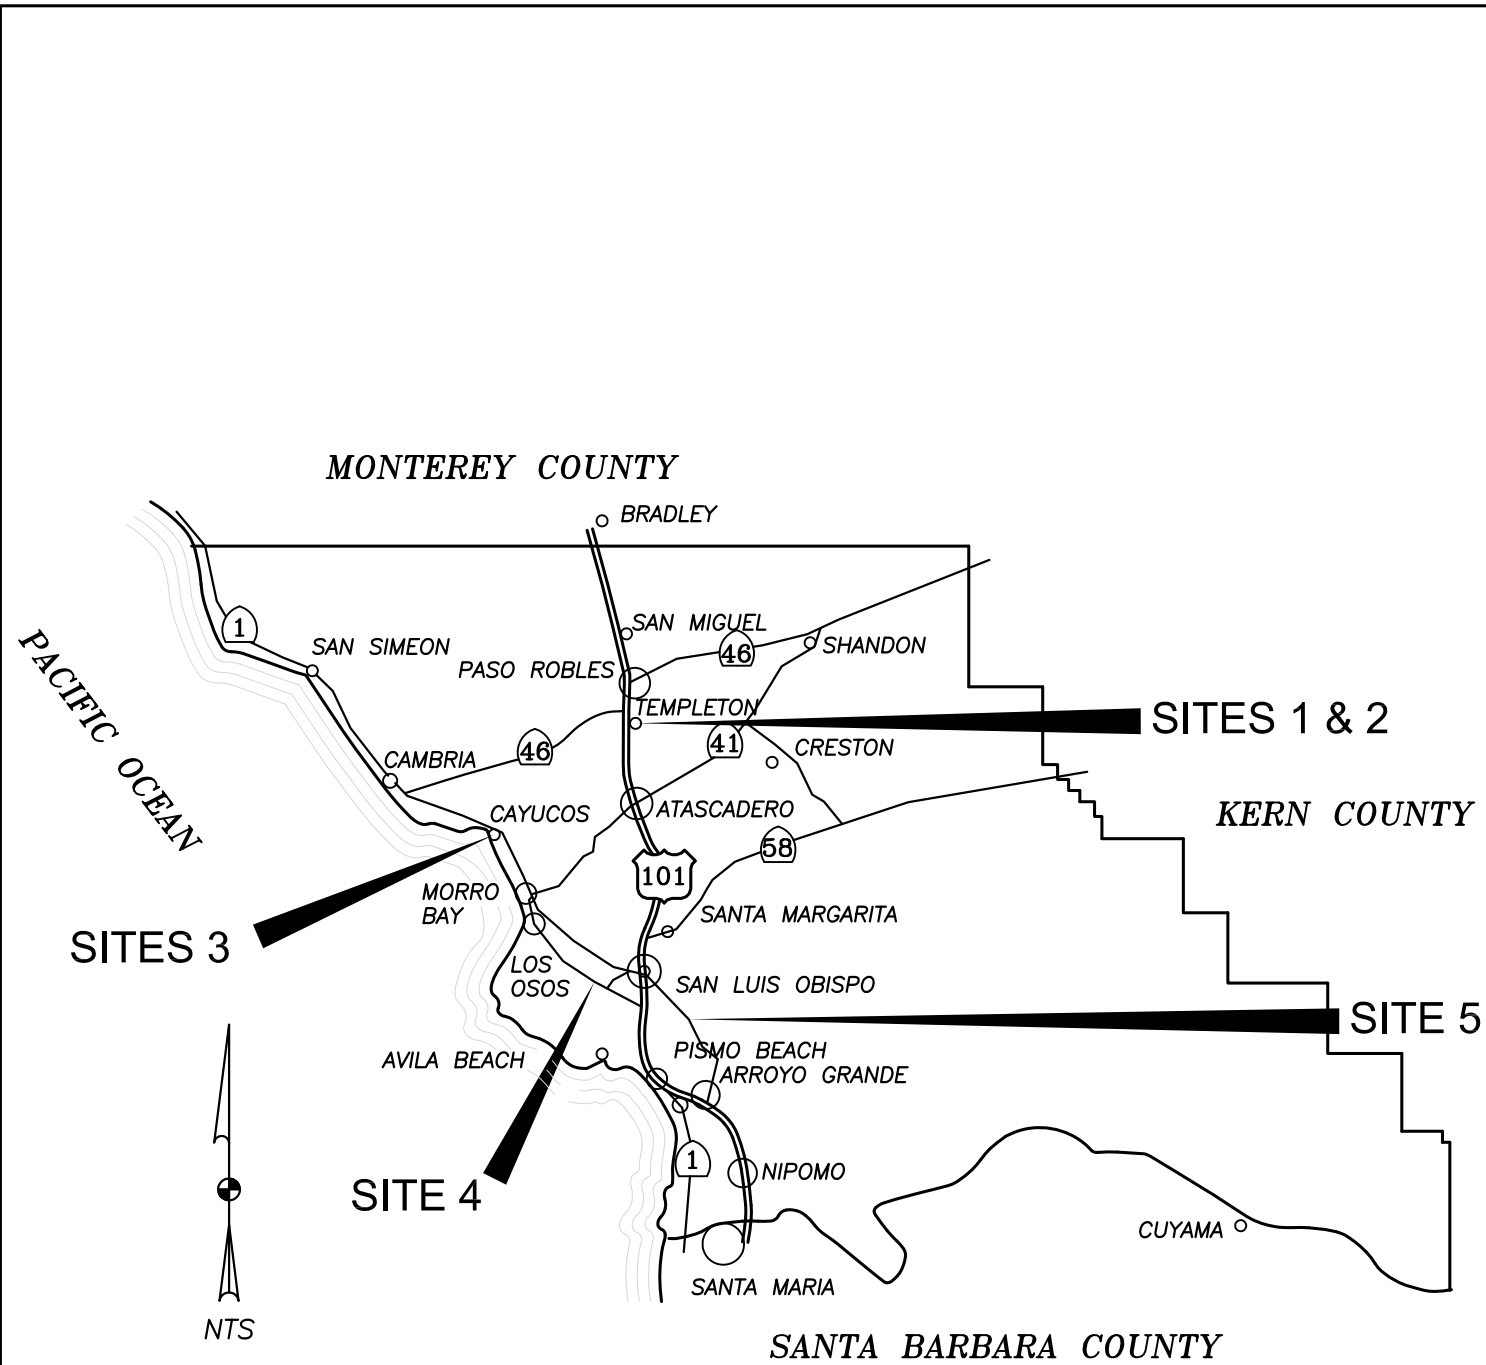 MONTEREY COUNTY
BRADLEY
1
SAN MIGUEL
SAN SIMEON
46
SHANDON
PASO ROBLES
TEMPLETON
SITES 1 & 2
PACIFIC OCEAN
46
41
CRESTON
CAMBRIA
CAYUCOS
ATASCADERO
KERN COUNTY
58
101
MORRO
BAY
SANTA MARGARITA
SITES 3
LOS
OSOS
SAN LUIS OBISPO
SITE 5
AVILA BEACH
PISMO BEACH
ARROYO GRANDE
1
NIPOMO
SITE 4
CUYAMA
SANTA MARIA
NTS
SANTA BARBARA COUNTY